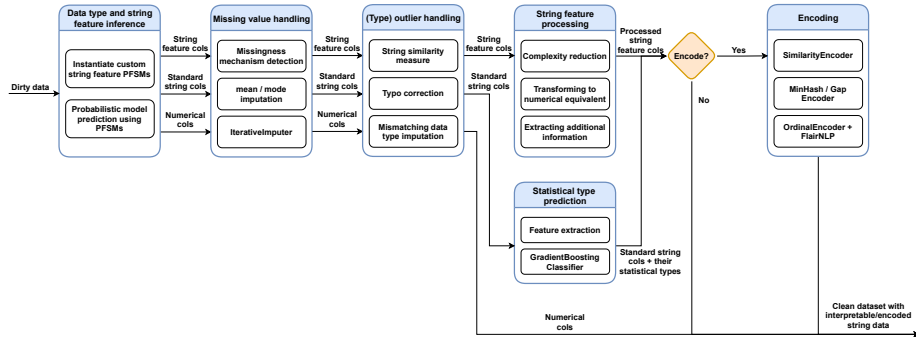 Dirty data
Data type and string
feature inference
Instantiate custom
string feature PFSMs
Probabilistic model
prediction using
PFSMs
String
feature cols
Standard
string cols
Numerical
cols
Missing value handling
Missingness
mechanism detection
mean / mode
imputation
IterativeImputer
String
feature cols
Standard
string cols
Numerical
cols
(Type) outlier handling
String similarity
measure
Typo correction
Mismatching data
type imputation
String
feature cols
Standard
string cols
String feature
processing
Complexity reduction
Transforming to
numerical equivalent
Extracting additional
information
Processed
string
feature cols
Statistical type
prediction
Feature extraction
GradientBoosting
Classifier
Standard string
cols + their
statistical types
Encode?
Yes
No
Encoding
SimilarityEncoder
MinHash / Gap
Encoder
OrdinalEncoder +
FlairNLP
Numerical
cols
Clean dataset with
interpretable/encoded
string data